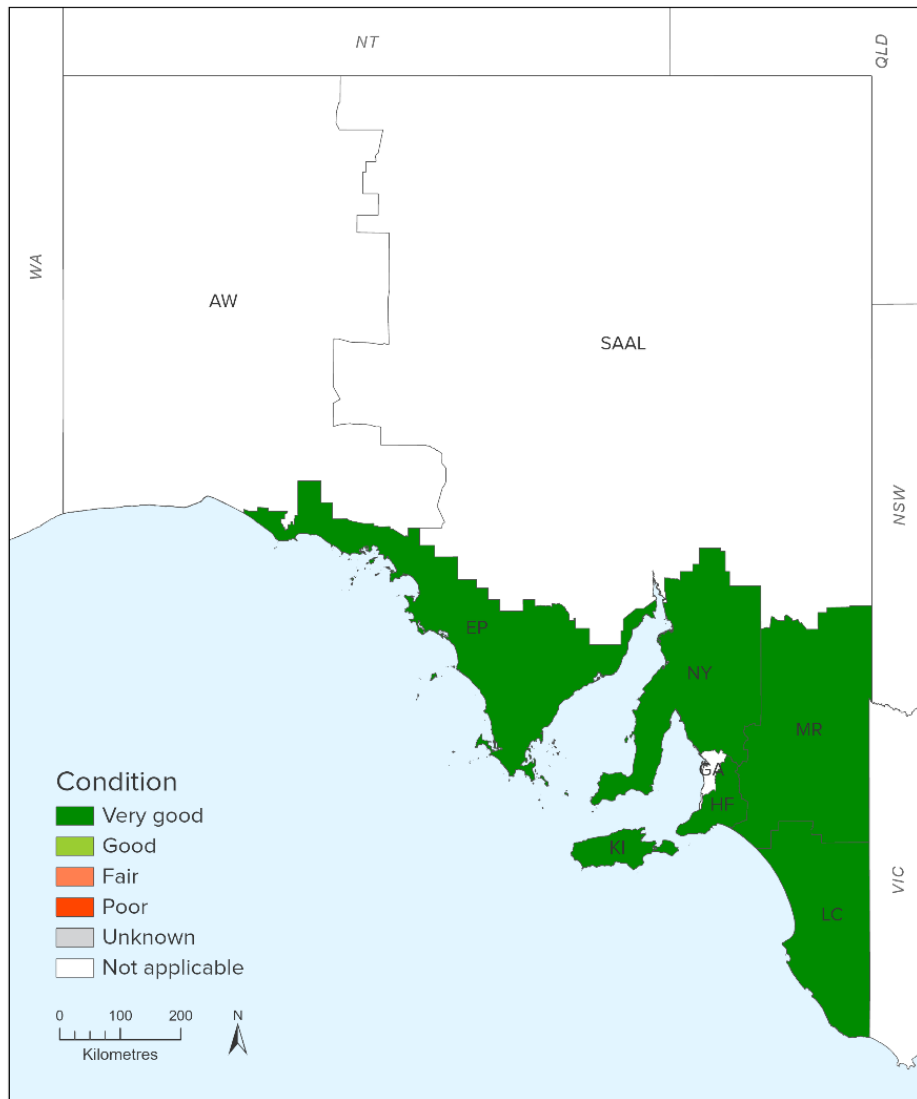 NT
QLD
WA
AW
SAAL
NSW
EP
NY
MR
GA
HF
KI
LC
VIC
Condition
Very good
Good
Fair
Poor
Unknown
Not applicable
0 100 200
Kilometres
N